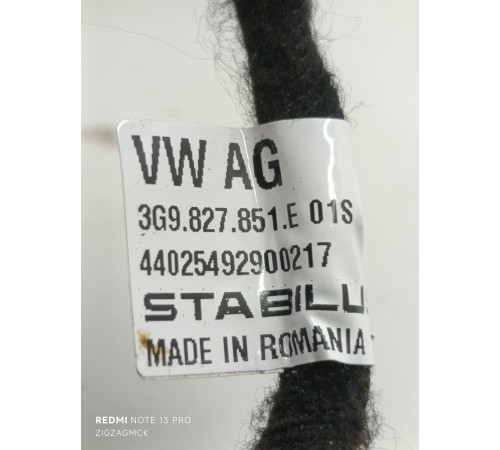 VW AG
3G9.827.851.E 01S
44025492900217
STABILU
MADE IN ROMANIA
REDMI NOTE 13 PRO
ZIGZAGMCK